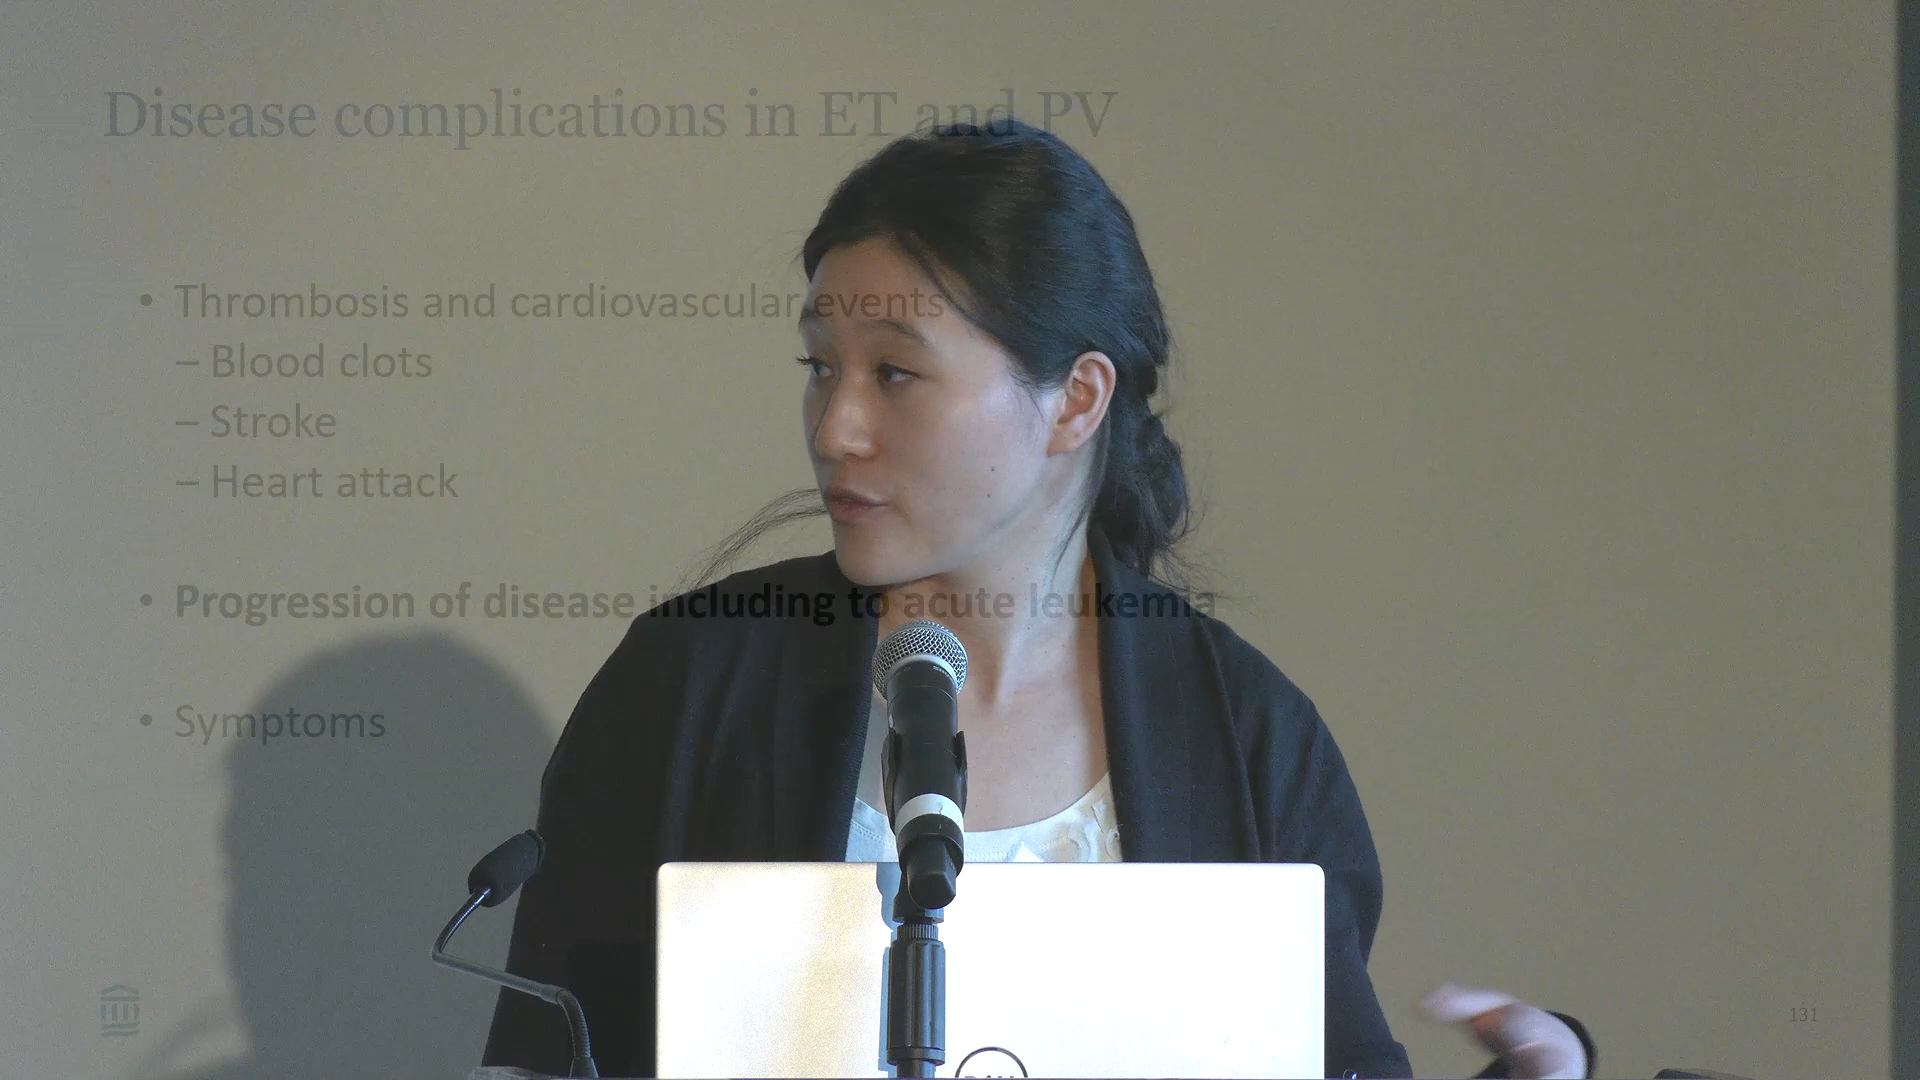 Disease complications in ET and PV
• Thrombosis and cardiovascular events
– Blood clots
– Stroke
– Heart attack
• Progression of disease including to acute leukemia
• Symptoms
131